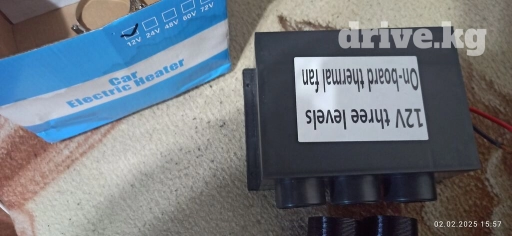 drive.kg
12V 24V 48V 60V 72V
Car
Electric Heater
12V three levels
On-board thermal fan
02.02.2025 15:57